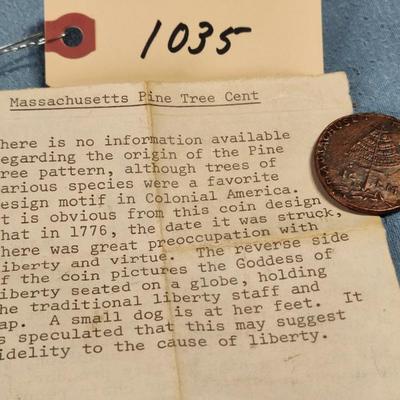 1035
Massachusetts Pine Tree Cent
here is no information available
egarding the origin of the Pine
ree pattern, although trees of
arious species were a favorite
esign motif in Colonial America.
t is obvious from this coin design
hat in 1776, the date it was struck,
here was great preoccupation with
iberty and virtue. The reverse side
f the coin pictures the Goddess of
iberty seated on a globe, holding
he traditional liberty staff and
ap. A small dog is at her feet. It
s speculated that this may suggest
idelity to the cause of liberty.